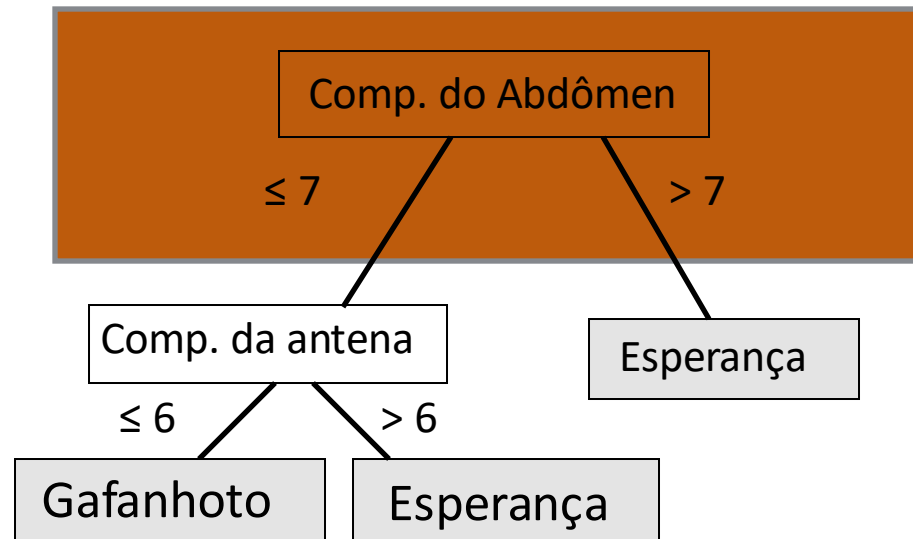 Comp. do Abdômen
≤ 7
> 7
Comp. da antena
Esperança
≤ 6
> 6
Gafanhoto
Esperança